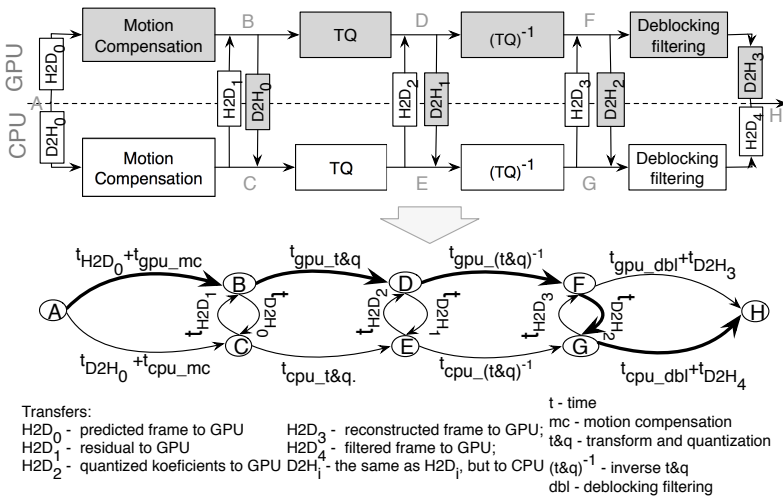 GPU
CPU
A
H2D0
D2H0
Motion
Compensation
B
H2D1
D2H0
TQ
D
H2D2
D2H1
(TQ)-1
F
H2D3
D2H2
Deblocking
filtering
D2H3
H2D4
H
Motion
Compensation
C
TQ
E
(TQ)-1
G
Deblocking
filtering
tH2D0+tgpu_mc
tgpu_t&q
tgpu_(t&q)-1
tgpu_dbl+tD2H3
A
B
D
F
H
tH2D1
tD2H0
tH2D2
tD2H1
tH2D3
tD2H2
C
E
G
tD2H0+tcpu_mc
tcpu_t&q.
tcpu_(t&q)-1
tcpu_dbl+tD2H4
Transfers:
H2D0 - predicted frame to GPU
H2D1 - residual to GPU
H2D2 - quantized koeficients to GPU
H2D3 - reconstructed frame to GPU;
H2D4 - filtered frame to GPU;
D2Hi - the same as H2Di, but to CPU
t - time
mc - motion compensation
t&q - transform and quantization
(t&q)-1 - inverse t&q
dbl - deblocking filtering